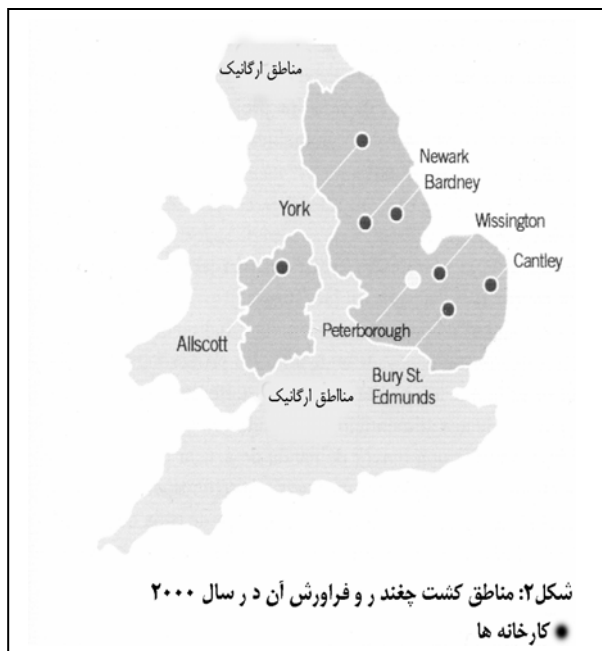 مناطق ارگانیک
Newark
Bardney
York
Wissington
Cantley
Peterborough
Allscott
Bury St.
Edmunds
منااطق ارگانیک
شکل۲: مناطق کشت چغند ر و فراورش آن د ر سال ۲۰۰۰
کارخانه ها